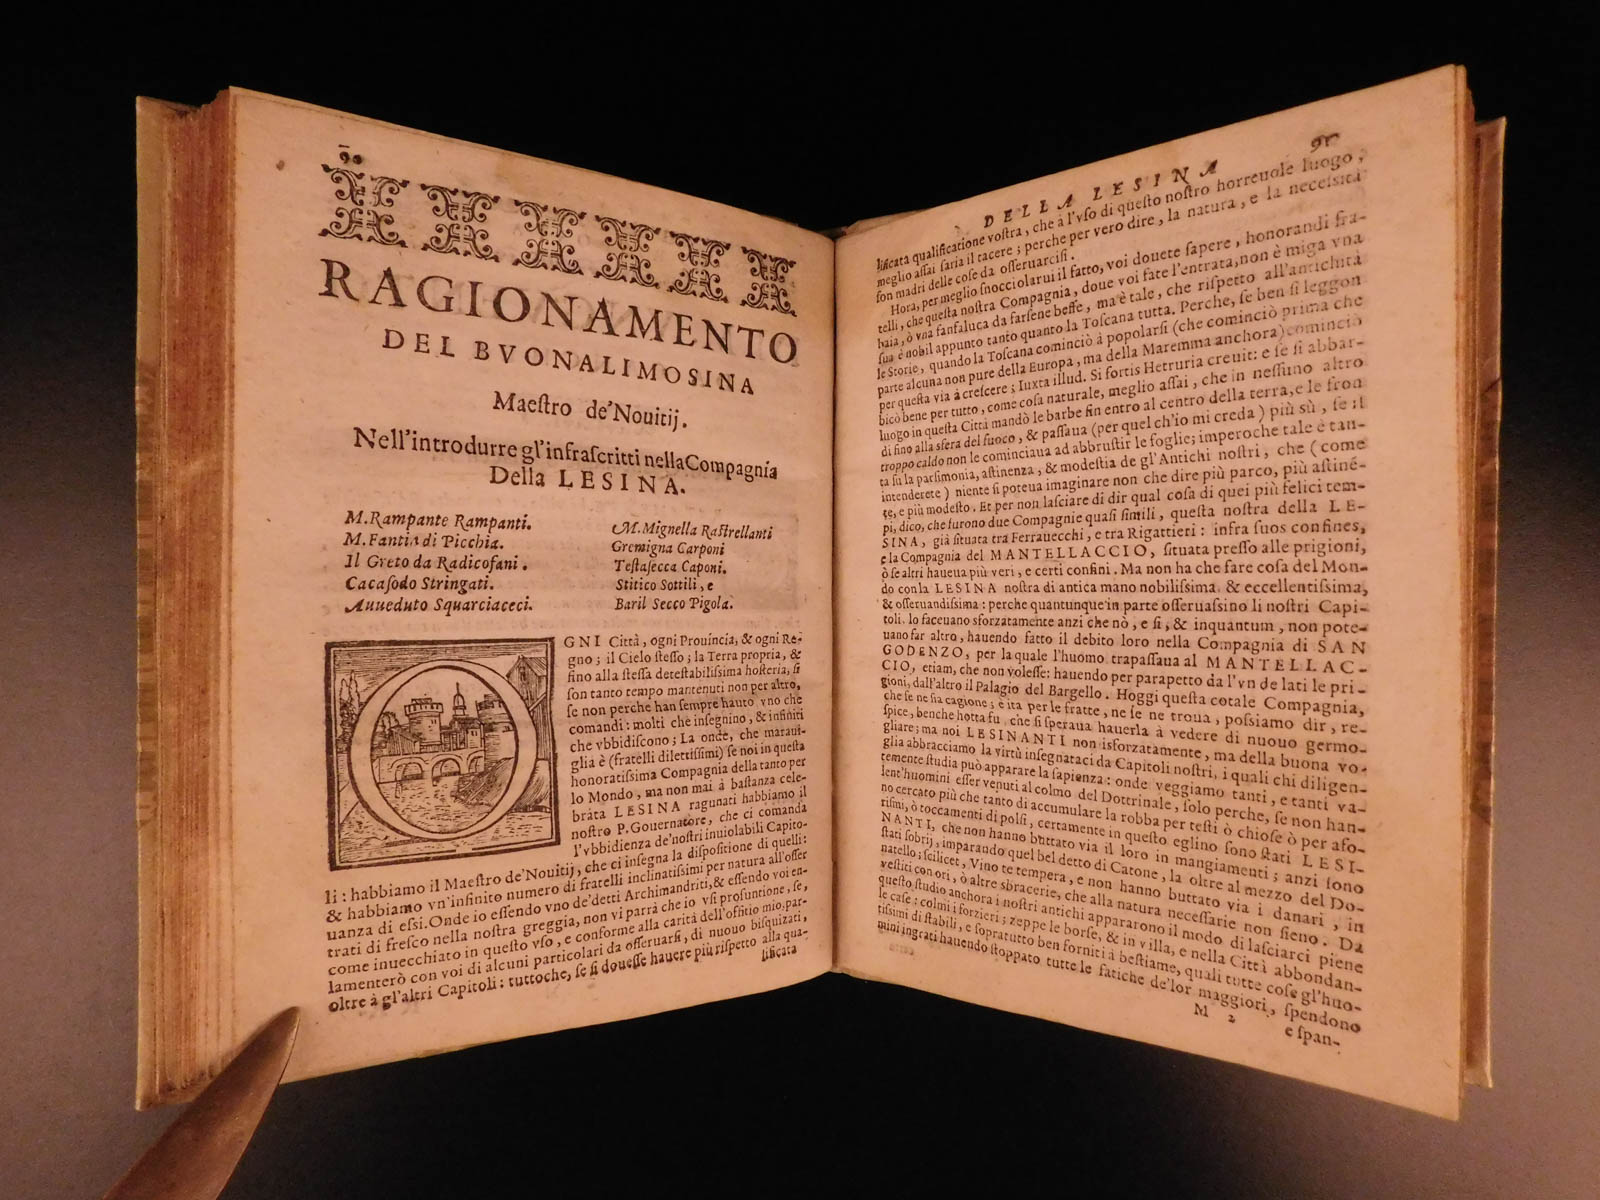 RAGIONAMENTO
DEL BVONALIMOSINA
Maeſtro de'Nouitij.
Nell'introdurre gl'infraſcritti nella Compagnia
Della LESINA.
M. Rampante Rampanti.
M. Fantin di Picchia.
Il Greto da Radicofani.
Cacaſodo Stringati.
Auueduto Squarciaceci.
M. Mignella Raſtrellanti
Gremigna Carponi
Teſtaſecca Caponi.
Stitico Sottili, e
Baril Secco Pigola.
OGNI Città, ogni Prouincia, & ogni Re-
gno; il Cielo ſteſſo; la Terra propria, &
fino alla ſteſſa deteſtabiliſſima hoſteria, ſi
ſon tanto tempo mantenuti non per altro,
ſe non perche han ſempre hauto vno che
comandi: molti che inſegnino, & infiniti
che vbbidiſcono; La onde, che maraui-
glia è (fratelli dilettiſſimi) ſe noi in queſta
honoratiſſima Compagnia della tanto per
lo Mondo, ma non mai à baſtanza cele-
brata LESINA ragunati habbiamo il
noſtro P. Gouernatore, che ci comanda
l'vbbidienza de'noſtri inuiolabili Capito-
li: habbiamo il Maeſtro de'Nouitij, che ci inſegna la diſpoſitione di quelli:
& habbiamo vn'infinito numero di fratelli inclinatiſſimi per natura all'oſſer
uanza di eſſi. Onde io eſſendo vno de'detti Archimandriti, & eſſendo voi en-
trati di freſco nella noſtra greggia, non vi parrà che io vſi proſuntione, ſe,
come inuecchiato in queſto vſo, e conforme alla carità dell'offitio mio, par-
lamenterò con voi di alcuni particolari da oſſeruarſi, di nuouo biſquizati,
oltre à gl'altri Capitoli: tuttoche, ſe ſi doueſſe hauere più riſpetto alla qua-
lificata
DELLA LESINA 91
lificata qualificatione voſtra, che à l'vſo di queſto noſtro horreuole luogo,
meglio aſſai ſaria il tacere; perche per vero dire, la natura, e la neceſsità
ſon madri delle coſe da oſſeruarciſi.
Hora, per meglio ſnocciolarui il fatto, voi douete ſapere, honorandi fra-
telli, che queſta noſtra Compagnia, doue voi fate l'entrata, non è miga vna
baia, ò vna fanfaluca da farſene beffe, ma è tale, che riſpetto all'antichità
ſua è nobil appunto tanto quanto la Toſcana tutta. Perche, ſe ben ſi leggon
le Storie, quando la Toſcana cominciò à popolarſi (che cominciò prima che
parte alcuna non pure della Europa, ma della Maremma anchora) cominciò
per queſta via à creſcere; Iuxta illud. Si fortis Hetruria creuit: e ſe ſi abbar-
bicò bene per tutto, come coſa naturale, meglio aſſai, che in neſſuno altro
luogo in queſta Città mandò le barbe fin entro al centro della terra, e le fron
di fino alla sfera del fuoco, & paſſaua (per quel ch'io mi creda) più sù, ſe il
troppo caldo non le cominciaua ad abbruſtir le foglie; imperoche tale è tan-
ta fù la parſimonia, aſtinenza, & modeſtia de gl'Antichi noſtri, che (come
intenderete) niente ſi poteua imaginare non che dire più parco, più aſtinē-
te, e più modeſto. Et per non laſciare di dir qual coſa di quei più felici tem-
pi, dico, che furono due Compagnie quaſi ſimili, queſta noſtra della LE-
SINA, già ſituata tra Ferrauecchi, e tra Rigattieri: infra ſuos confines,
e la Compagnia del MANTELLACCIO, ſituata preſſo alle prigioni,
ò ſe altri haueua più veri, e certi confini. Ma non ha che fare coſa del Mon-
do con la LESINA noſtra di antica mano nobiliſſima, & eccellentiſſima,
& oſſeruandiſſima: perche quantunque in parte oſſeruaſſino li noſtri Capi-
toli, lo faceuano sforzatamente anzi che nò, e ſi, & inquantum, non pote-
uano far altro, hauendo fatto il debito loro nella Compagnia di SAN
GODENZO, per la quale l'huomo trapaſſaua al MANTELLAC-
CIO, etiam, che non voleſſe: hauendo per parapetto da l'vn de lati le pri-
gioni, dall'altro il Palagio del Bargello. Hoggi queſta cotale Compagnia,
che ſe ne ſia cagione; è ita per le fratte, ne ſe ne troua, poſsiamo dir, re-
ſpice, benche hotta fu, che ſi ſperaua hauerla à vedere di nuouo germo-
gliare; ma noi LESINANTI non isforzatamente, ma della buona vo-
glia abbracciamo la virtù inſegnataci da Capitoli noſtri, i quali chi diligen-
temente ſtudia può apparare la ſapienza: onde veggiamo tanti, e tanti va-
lent'huomini eſſer venuti al colmo del Dottrinale, ſolo perche, ſe non han-
no cercato più che tanto di accumulare la robba per teſti ò chioſe ò per afo-
riſmi, ò toccamenti di polſi, certamente in queſto eglino ſono ſtati LESI-
NANTI, che non hanno buttato via il loro in mangiamenti; anzi ſono
ſtati ſobrij, imparando quel bel detto di Catone, la oltre al mezzo del Do-
natello; ſcilicet, Vino te tempera, e non hanno buttato via i danari, in
veſtiti con ori, ò altre sbracerie, che alla natura neceſſarie non ſieno. Da
queſto ſtudio anchora i noſtri antichi appararono il modo di laſciarci piene
le caſe: colmi i forzieri; zeppe le borſe, & in villa, e nella Città abbondan-
tiſſimi di ſtabili, e ſopratutto ben forniti à beſtiame, quali tutte coſe gl'huo-
mini ingrati hauendo ſtoppato tutte le fatiche de'lor maggiori, ſpendono
M 2 e ſpan-